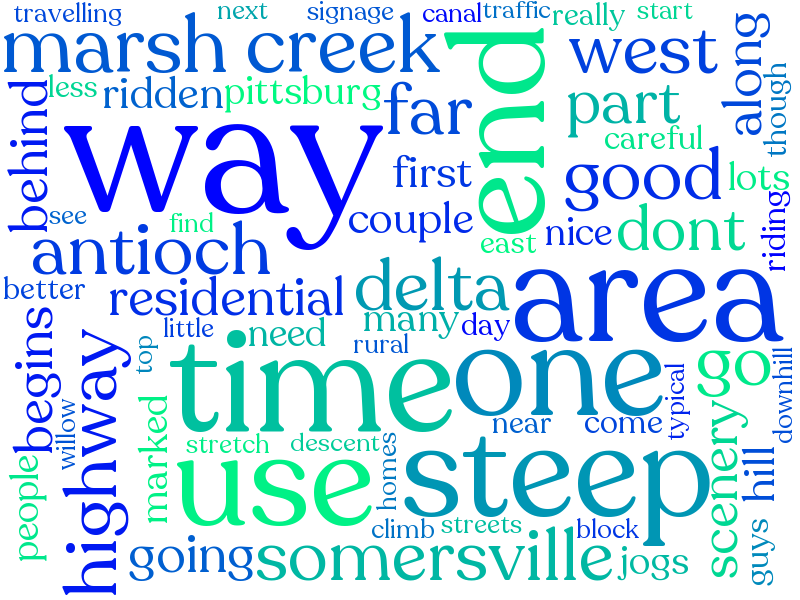 travelling
next
signage
canal
traffic
really
start
marsh creek
end
west
along
though
behind
less
ridden
pittsburg
far
part
careful
way
first
good
lots
see
find
couple
east
nice
dont
riding
antioch
better
residential
delta
area
many
day
little
need
rural
begins
highway
top
time
one
go
downhill
willow
typical
near
come
scenery
hill
people
marked
stretch
descent
homes
use
steep
climb
streets
block
guys
going
somersville
jogs